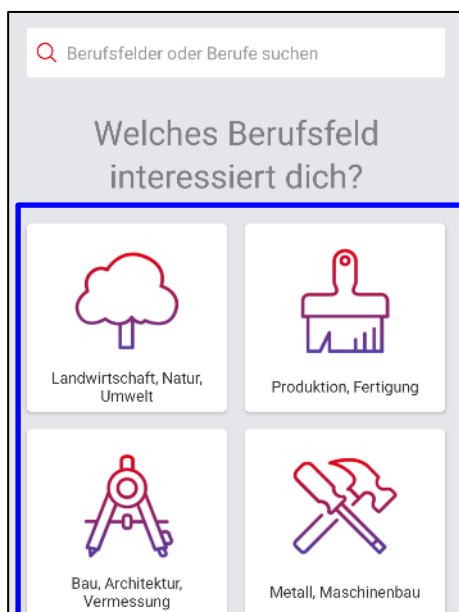 Berufsfelder oder Berufe suchen
Welches Berufsfeld
interessiert dich?
Landwirtschaft, Natur,
Umwelt
Produktion, Fertigung
Bau, Architektur,
Vermessung
Metall, Maschinenbau